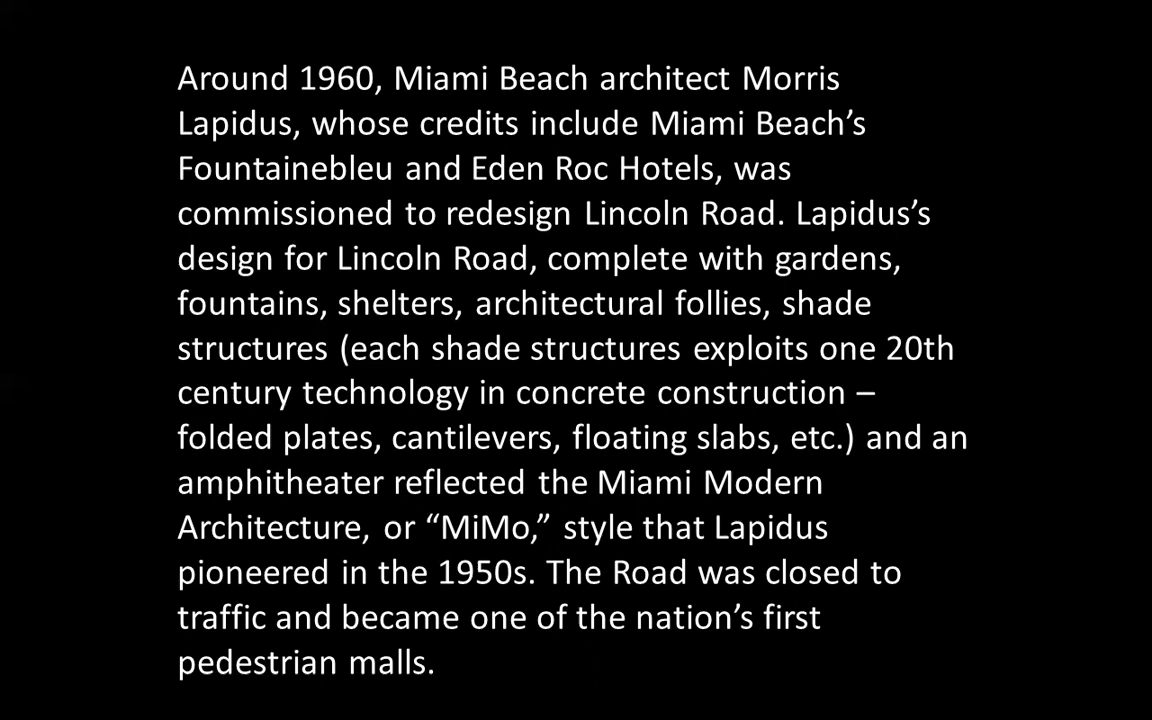 Around 1960, Miami Beach architect Morris
Lapidus, whose credits include Miami Beach’s
Fountainebleu and Eden Roc Hotels, was
commissioned to redesign Lincoln Road. Lapidus’s
design for Lincoln Road, complete with gardens,
fountains, shelters, architectural follies, shade
structures (each shade structures exploits one 20th
century technology in concrete construction –
folded plates, cantilevers, floating slabs, etc.) and an
amphitheater reflected the Miami Modern
Architecture, or “MiMo,” style that Lapidus
pioneered in the 1950s. The Road was closed to
traffic and became one of the nation’s first
pedestrian malls.